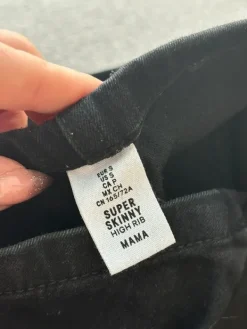 EUR S
US S
CA P
MX CH
CN 165/72A
SUPER
SKINNY
HIGH RIB
MAMA